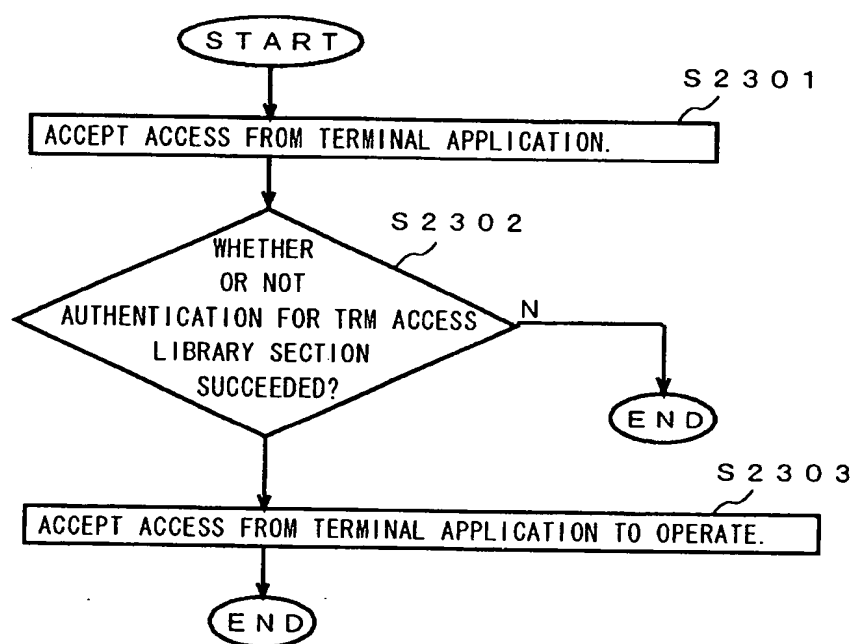 START
S2301
ACCEPT ACCESS FROM TERMINAL APPLICATION.
S2302
WHETHER
OR NOT
AUTHENTICATION FOR TRM ACCESS
LIBRARY SECTION
SUCCEEDED?
N
END
S2303
ACCEPT ACCESS FROM TERMINAL APPLICATION TO OPERATE.
END